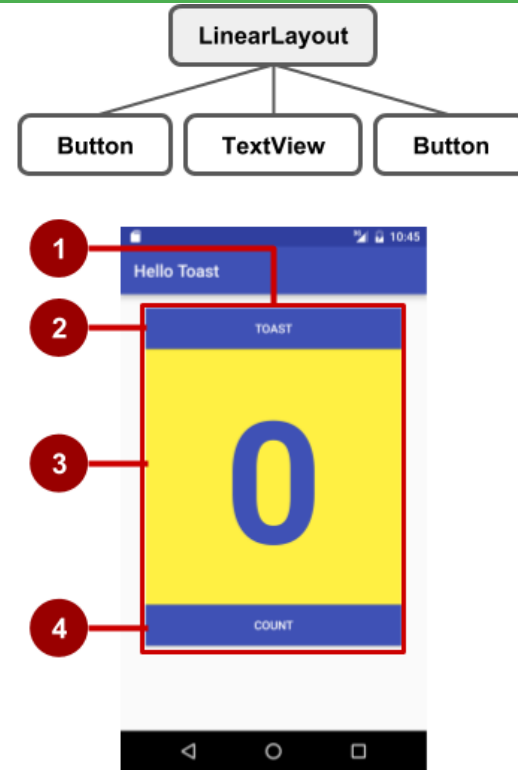 LinearLayout
Button TextView Button
10:45
1
Hello Toast
2
TOAST
3
0
4
COUNT